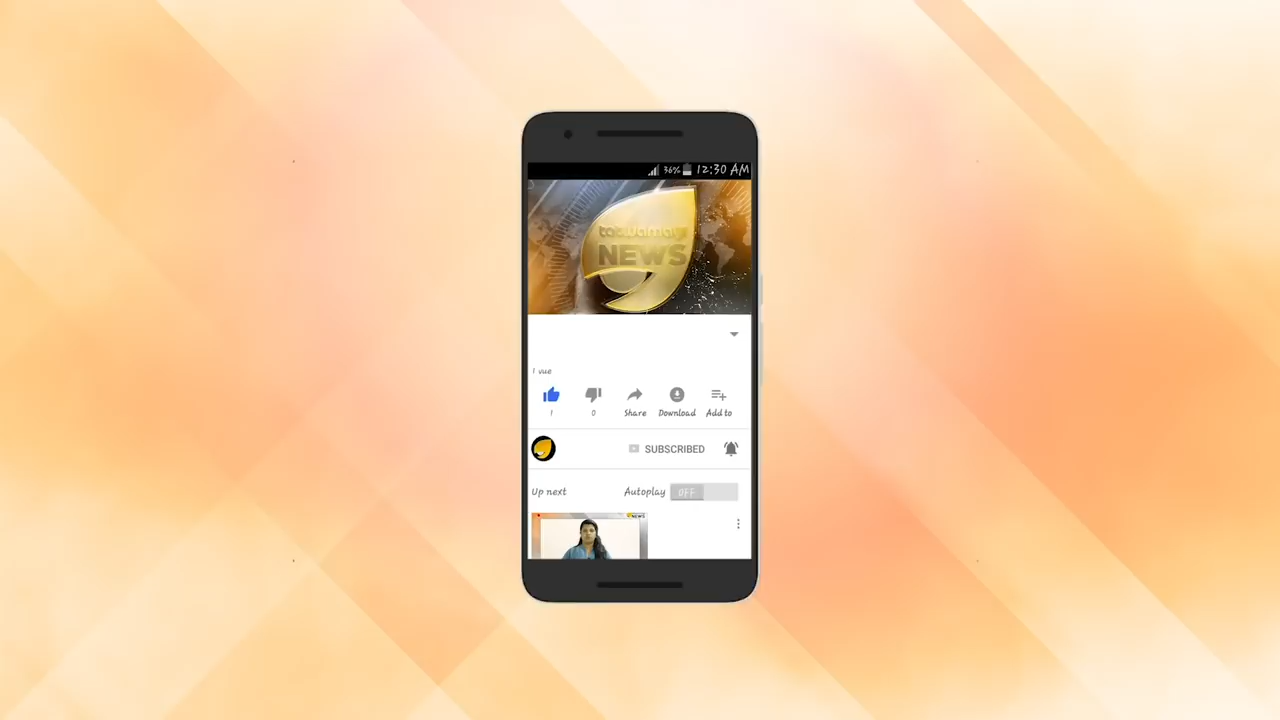 36% 12:30 AM
tatwamayi
NEWS
1 vue
1 0 Share Download Add to
SUBSCRIBED
Up next Autoplay OFF
NEWS